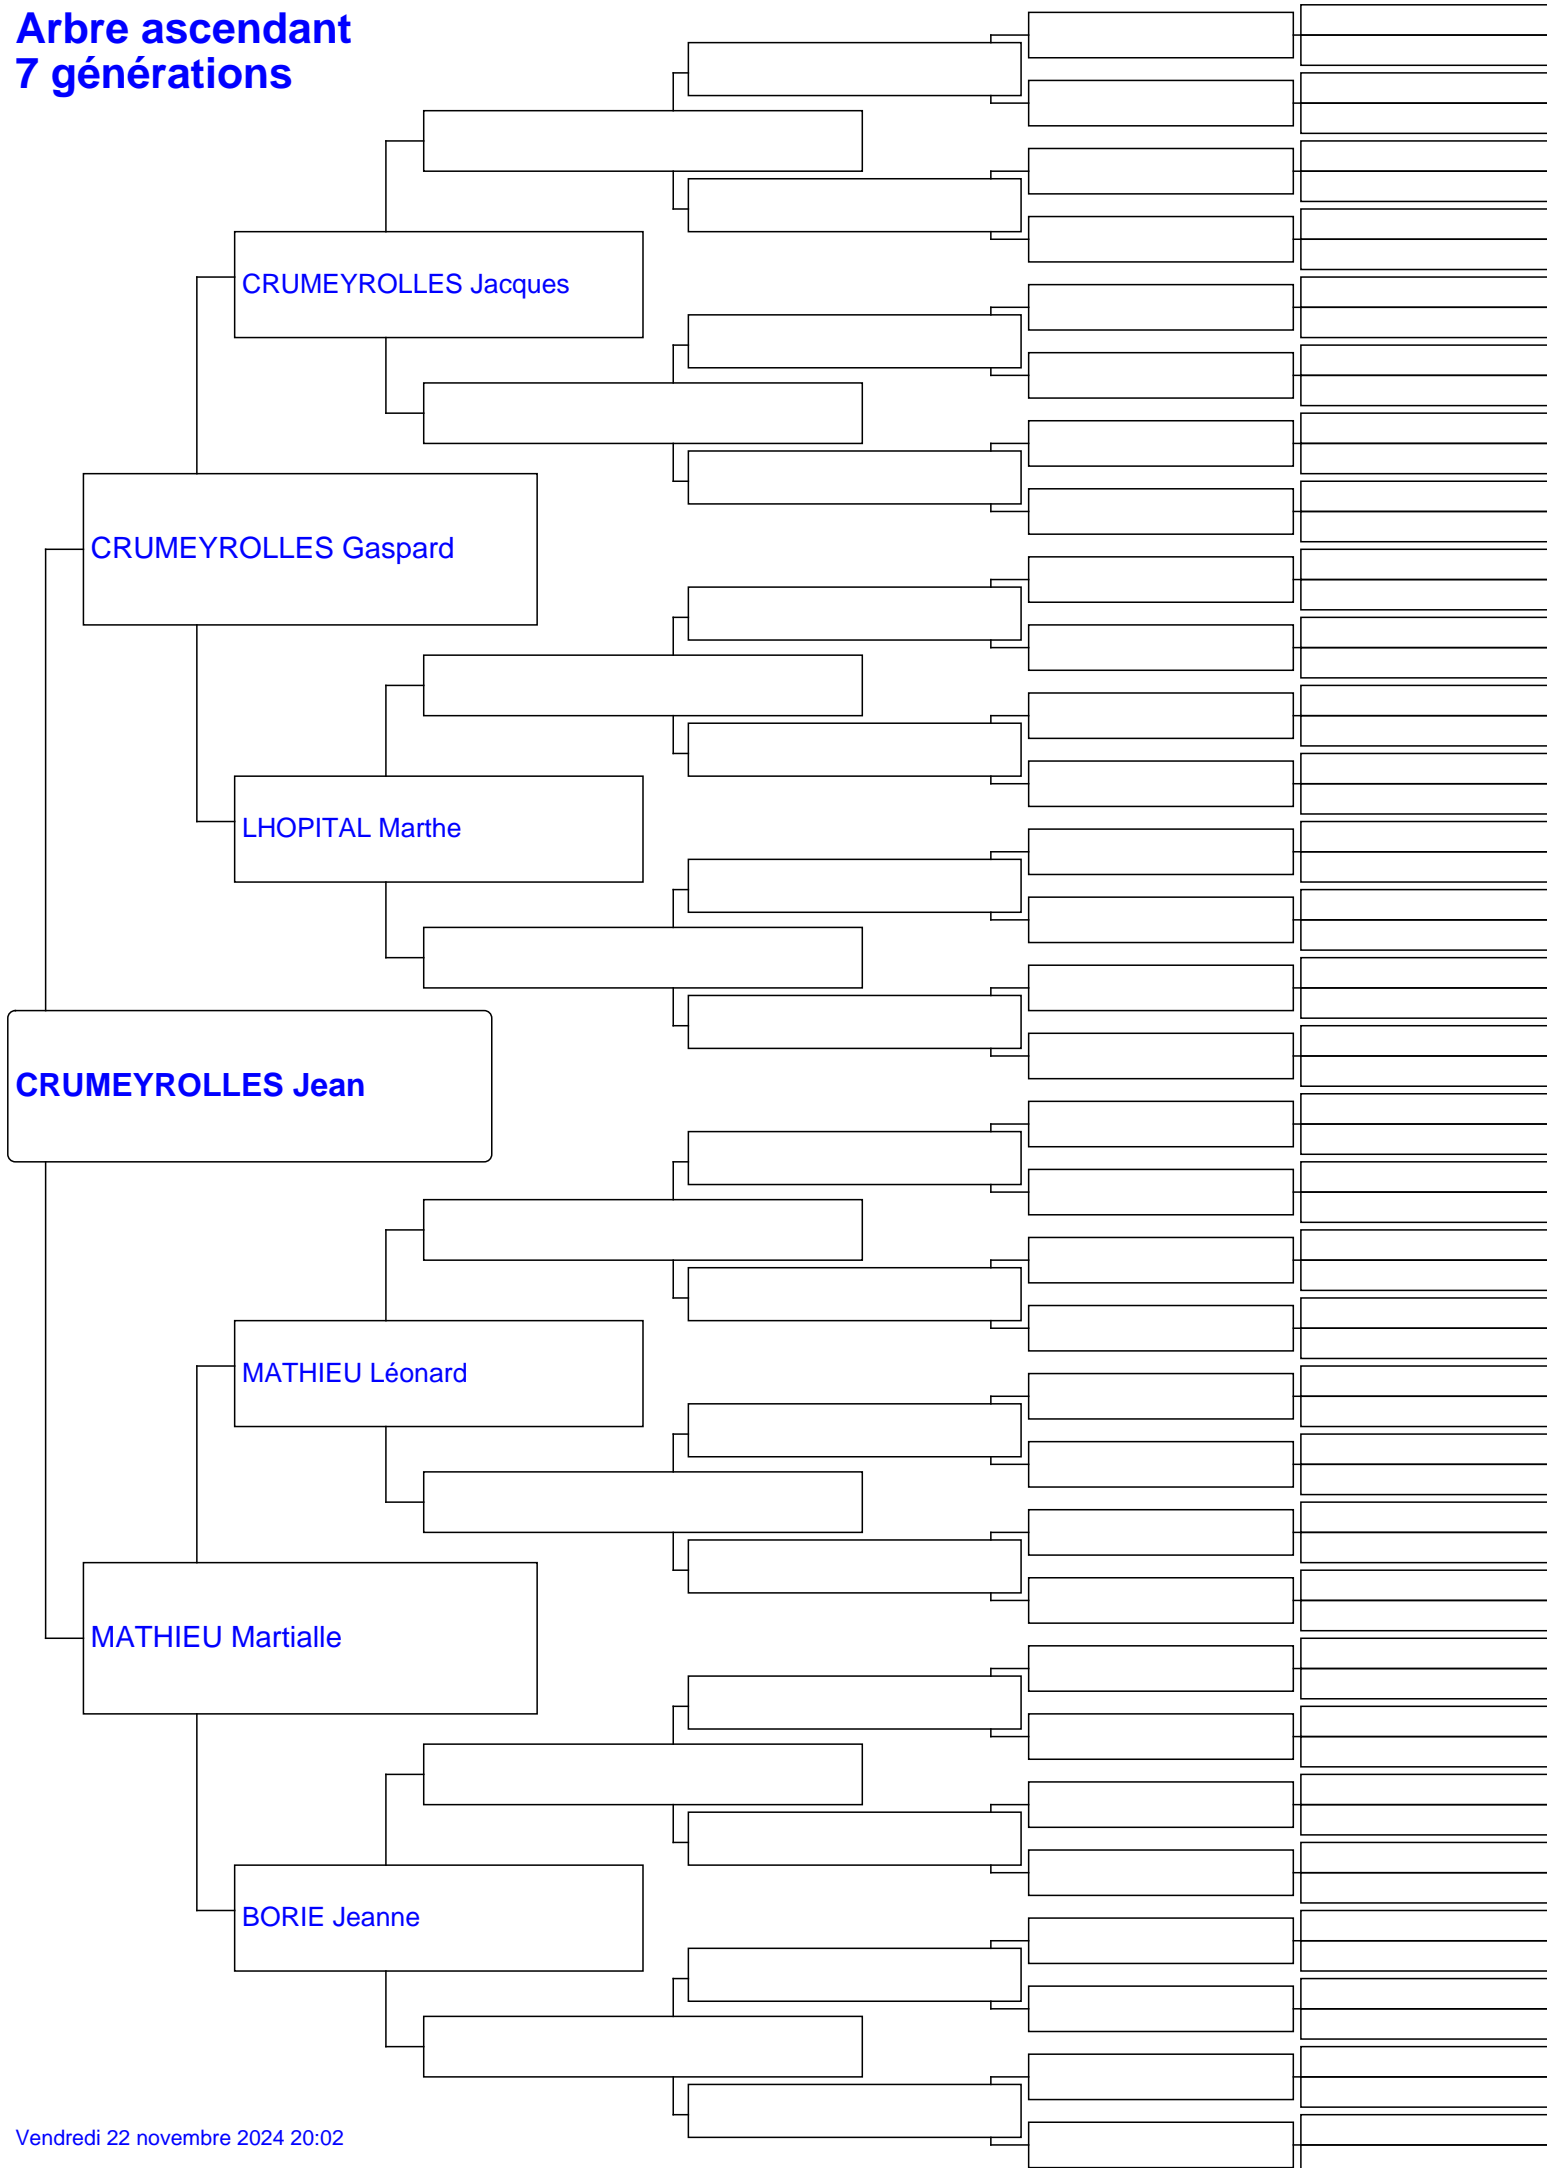 Arbre ascendant
7 générations
CRUMEYROLLES Jacques
CRUMEYROLLES Gaspard
LHOPITAL Marthe
CRUMEYROLLES Jean
MATHIEU Léonard
MATHIEU Martialle
BORIE Jeanne
Vendredi 22 novembre 2024 20:02